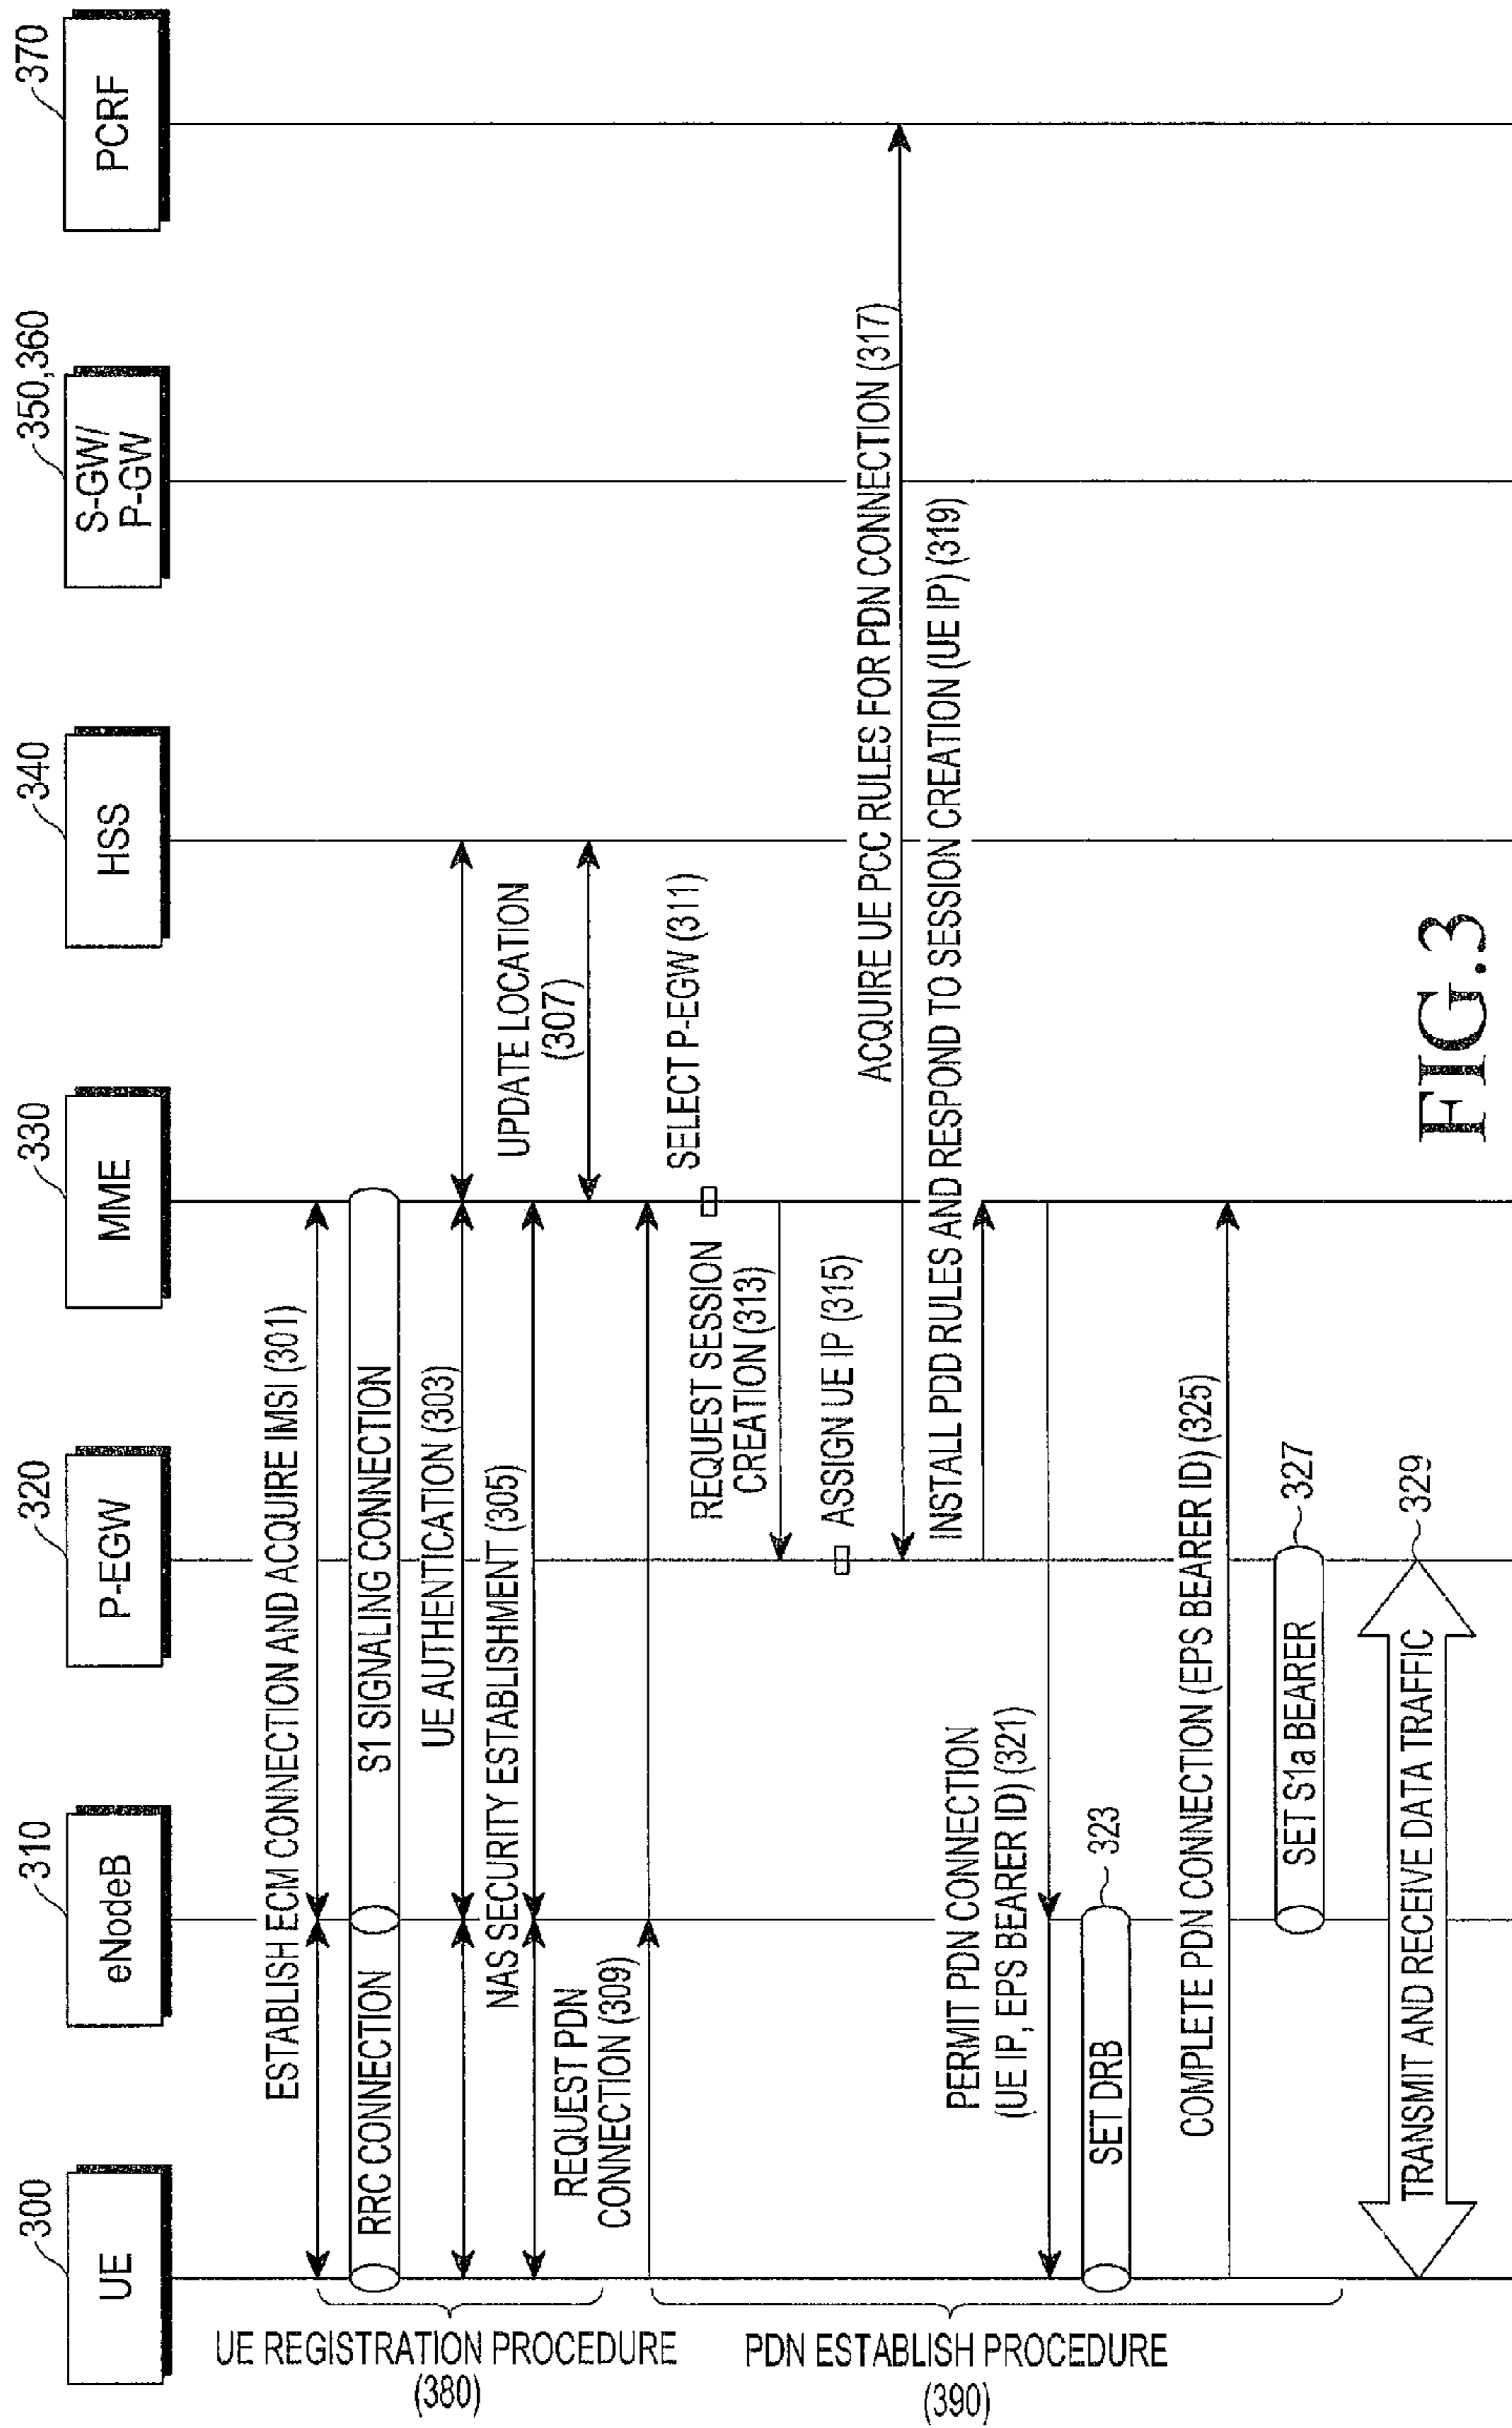 300
310
320
330
340
350,360
370
UE
eNodeB
P-EGW
MME
HSS
S-GW/
P-GW
PCRF
UE REGISTRATION PROCEDURE
(380)
ESTABLISH ECM CONNECTION AND ACQUIRE IMSI (301)
RRC CONNECTION
S1 SIGNALING CONNECTION
UE AUTHENTICATION (303)
NAS SECURITY ESTABLISHMENT (305)
UPDATE LOCATION
(307)
PDN ESTABLISH PROCEDURE
(390)
REQUEST PDN
CONNECTION (309)
SELECT P-EGW (311)
REQUEST SESSION
CREATION (313)
ASSIGN UE IP (315)
ACQUIRE UE PCC RULES FOR PDN CONNECTION (317)
INSTALL PDD RULES AND RESPOND TO SESSION CREATION (UE IP) (319)
PERMIT PDN CONNECTION
(UE IP, EPS BEARER ID) (321)
SET DRB
323
COMPLETE PDN CONNECTION (EPS BEARER ID) (325)
SET S1a BEARER
327
TRANSMIT AND RECEIVE DATA TRAFFIC
329
FIG.3